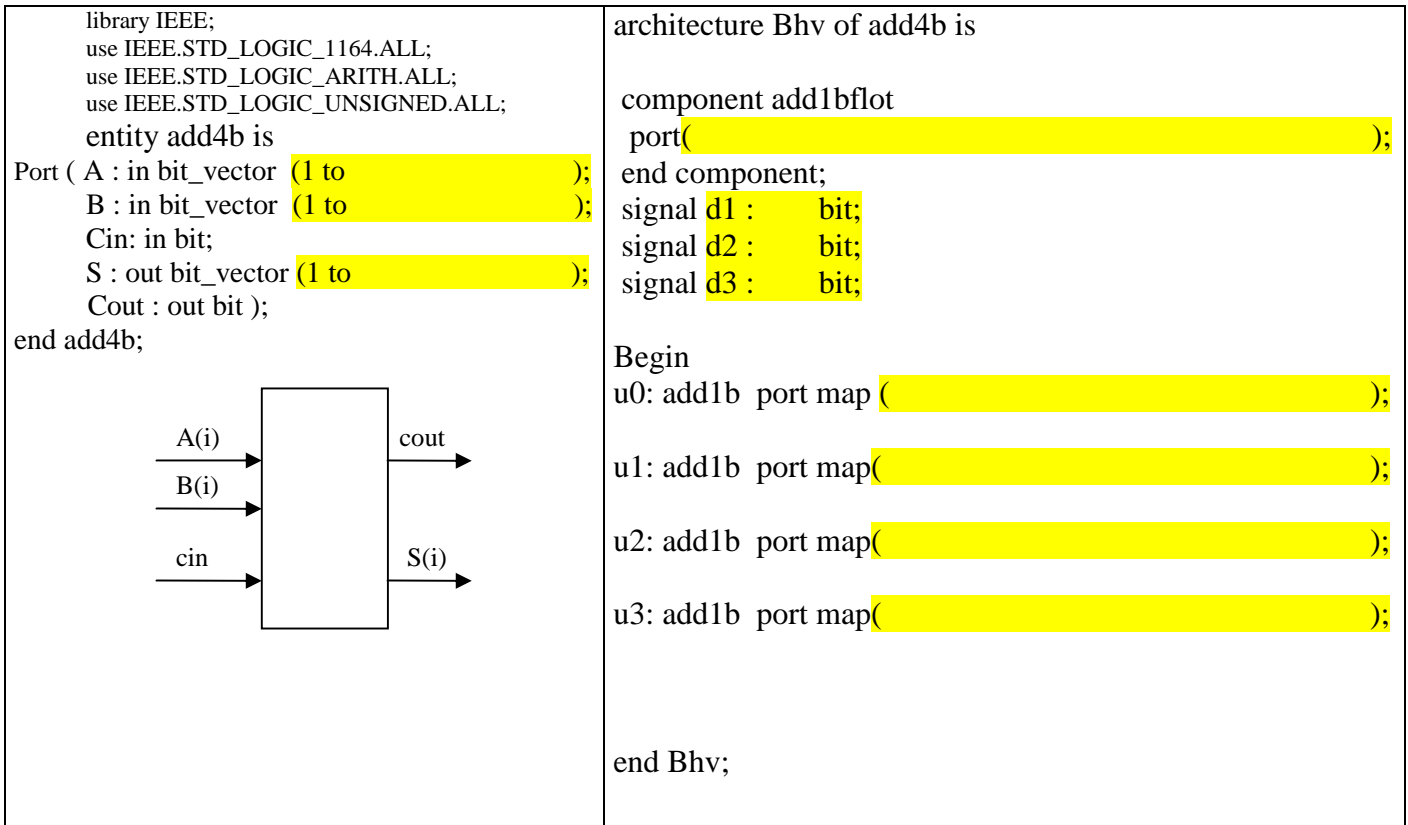 library IEEE;
use IEEE.STD_LOGIC_1164.ALL;
use IEEE.STD_LOGIC_ARITH.ALL;
use IEEE.STD_LOGIC_UNSIGNED.ALL;
entity add4b is
Port ( A : in bit_vector (1 to );
B : in bit_vector (1 to );
Cin: in bit;
S : out bit_vector (1 to );
Cout : out bit );
end add4b;
A(i)
cout
B(i)
cin
S(i)
architecture Bhv of add4b is
component add1bflot
port( );
end component;
signal d1 : bit;
signal d2 : bit;
signal d3 : bit;
Begin
u0: add1b port map ( );
u1: add1b port map( );
u2: add1b port map( );
u3: add1b port map( );
end Bhv;